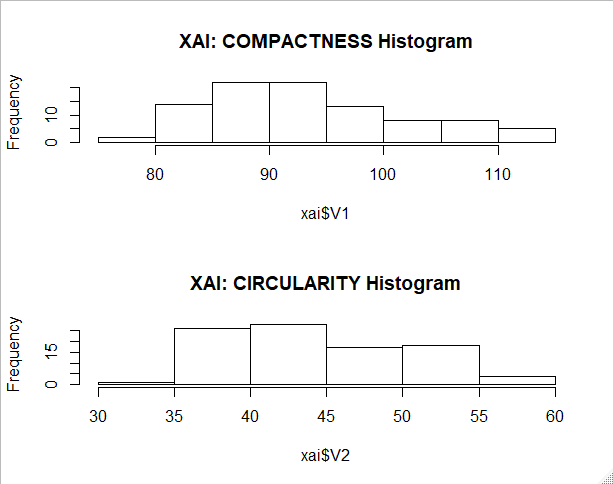 XAI: COMPACTNESS Histogram
Frequency
0 10
80 90 100 110
xai$V1
XAI: CIRCULARITY Histogram
Frequency
0 15
30 35 40 45 50 55 60
xai$V2